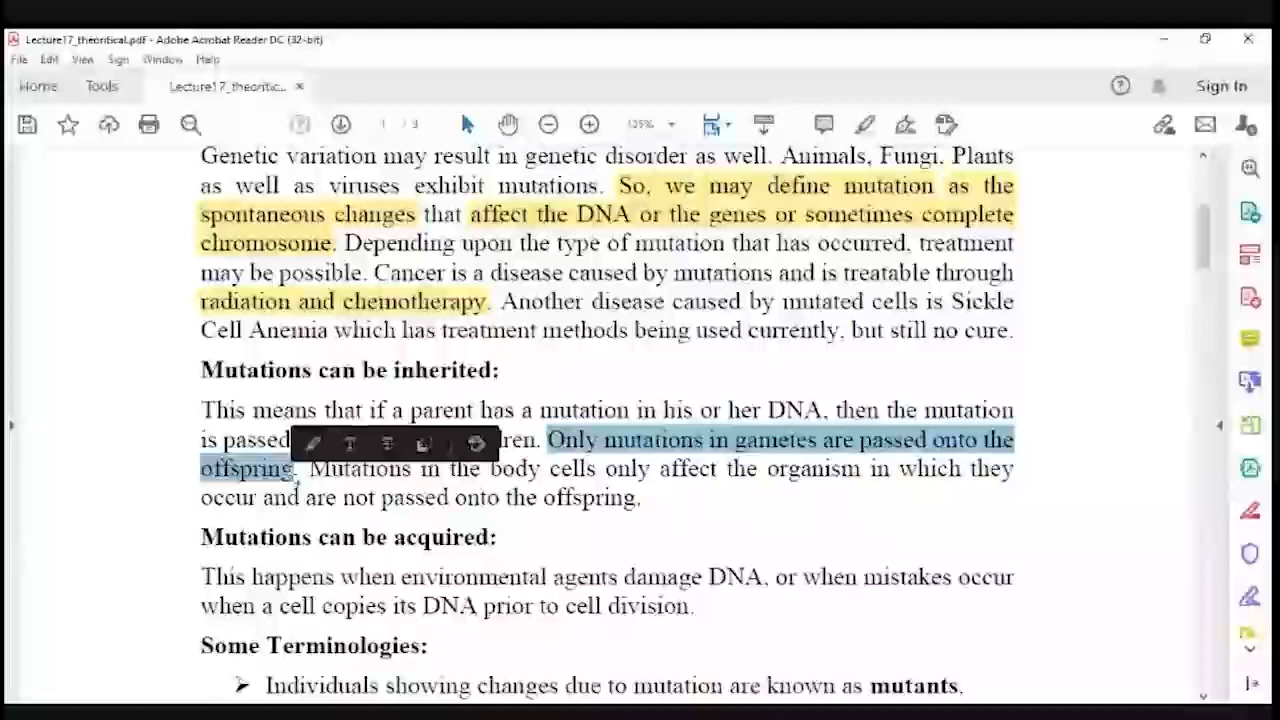 Lecture17_theoritical.pdf - Adobe Acrobat Reader DC (32-bit)
File Edit View Sign Window Help
Home Tools Lecture17_theoritic... × Sign In
1 / 3 125%
Genetic variation may result in genetic disorder as well. Animals, Fungi, Plants
as well as viruses exhibit mutations. So, we may define mutation as the
spontaneous changes that affect the DNA or the genes or sometimes complete
chromosome. Depending upon the type of mutation that has occurred, treatment
may be possible. Cancer is a disease caused by mutations and is treatable through
radiation and chemotherapy. Another disease caused by mutated cells is Sickle
Cell Anemia which has treatment methods being used currently, but still no cure.
Mutations can be inherited:
This means that if a parent has a mutation in his or her DNA, then the mutation
is passed ren. Only mutations in gametes are passed onto the
offspring. Mutations in the body cells only affect the organism in which they
occur and are not passed onto the offspring.
Mutations can be acquired:
This happens when environmental agents damage DNA, or when mistakes occur
when a cell copies its DNA prior to cell division.
Some Terminologies:
➢ Individuals showing changes due to mutation are known as mutants.